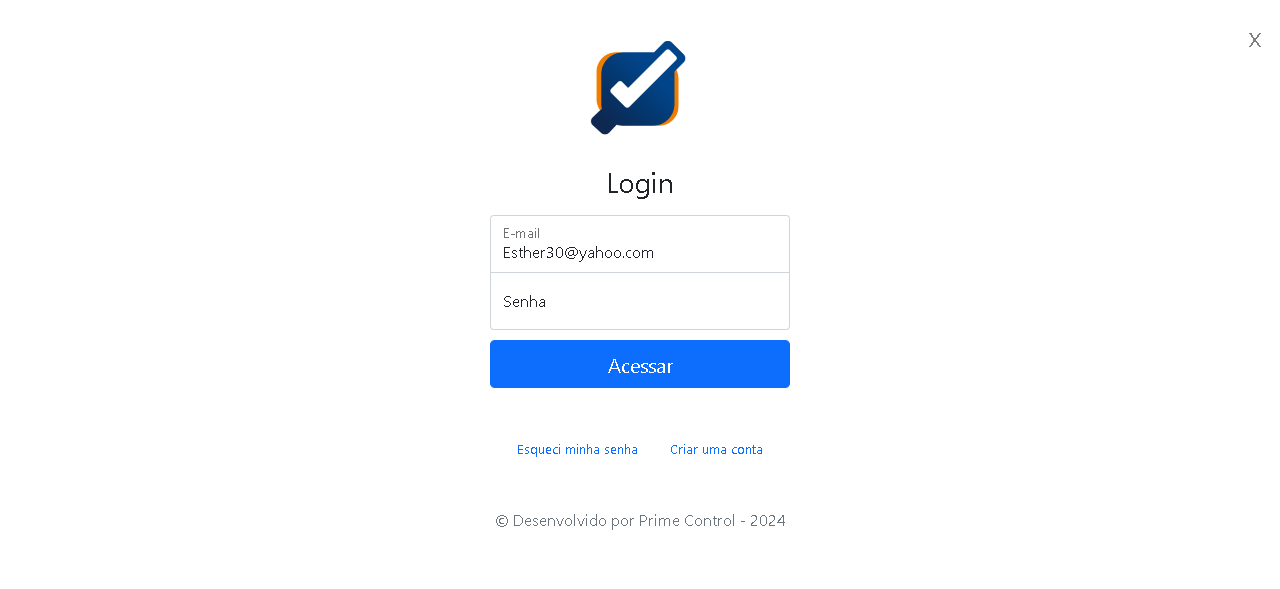 X
Login
E-mail
Esther30@yahoo.com
Senha
Acessar
Esqueci minha senha Criar uma conta
© Desenvolvido por Prime Control - 2024